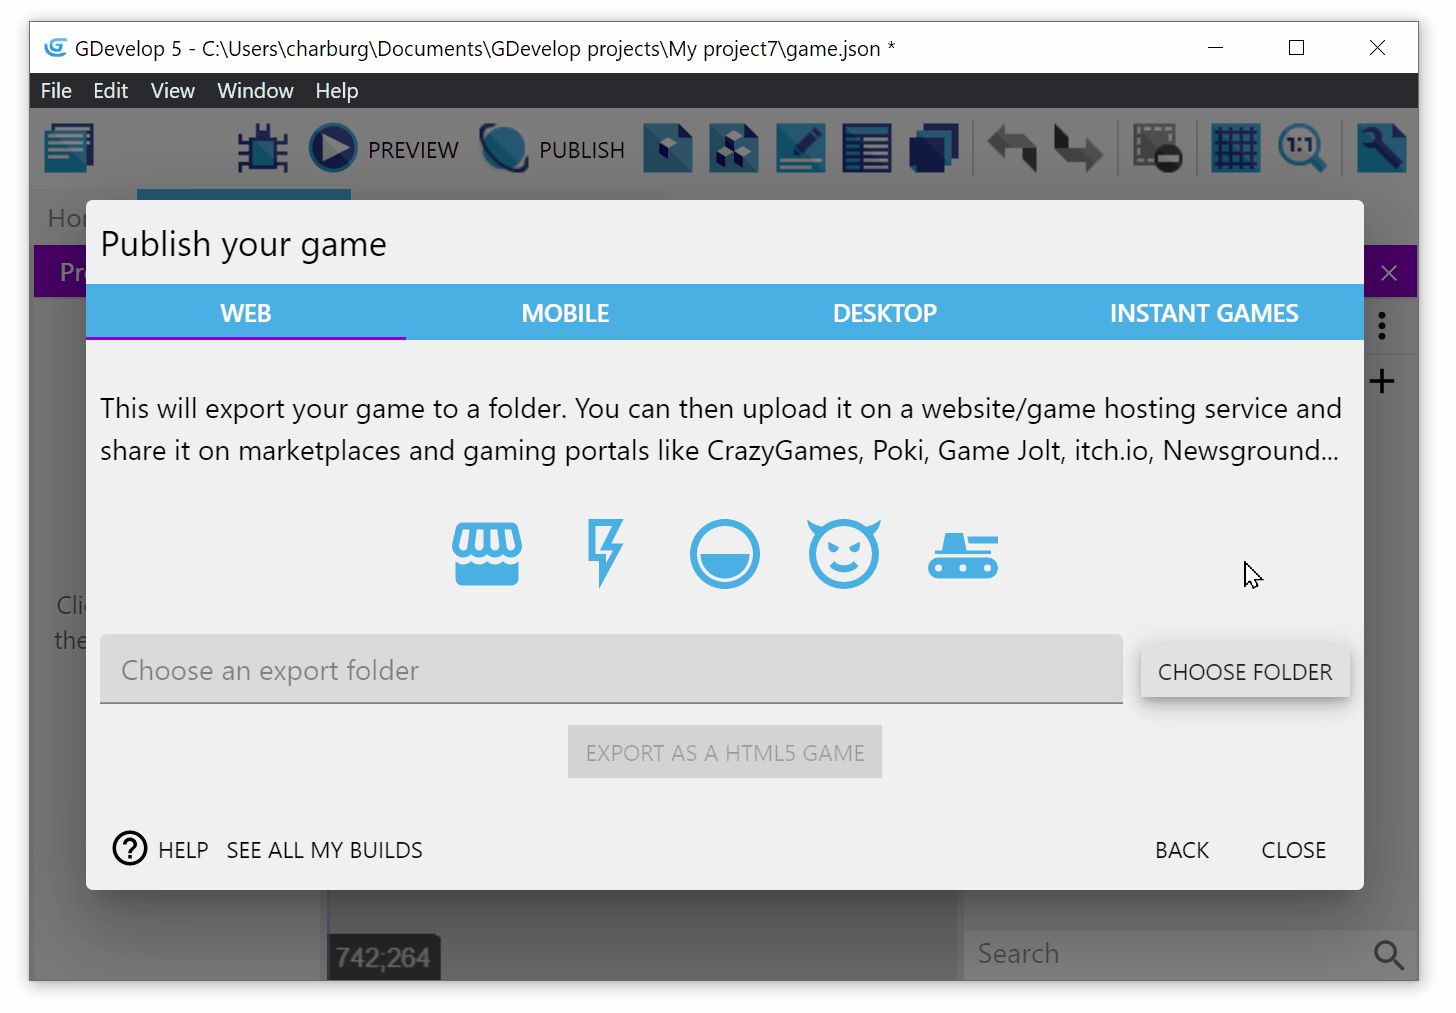 GDevelop 5 - C:\Users\charburg\Documents\GDevelop projects\My project7\game.json *
File Edit View Window Help
PREVIEW PUBLISH 1:1
Publish your game
WEB MOBILE DESKTOP INSTANT GAMES
This will export your game to a folder. You can then upload it on a website/game hosting service and
share it on marketplaces and gaming portals like CrazyGames, Poki, Game Jolt, itch.io, Newsground...
Choose an export folder CHOOSE FOLDER
EXPORT AS A HTML5 GAME
? HELP SEE ALL MY BUILDS BACK CLOSE
742;264 Search